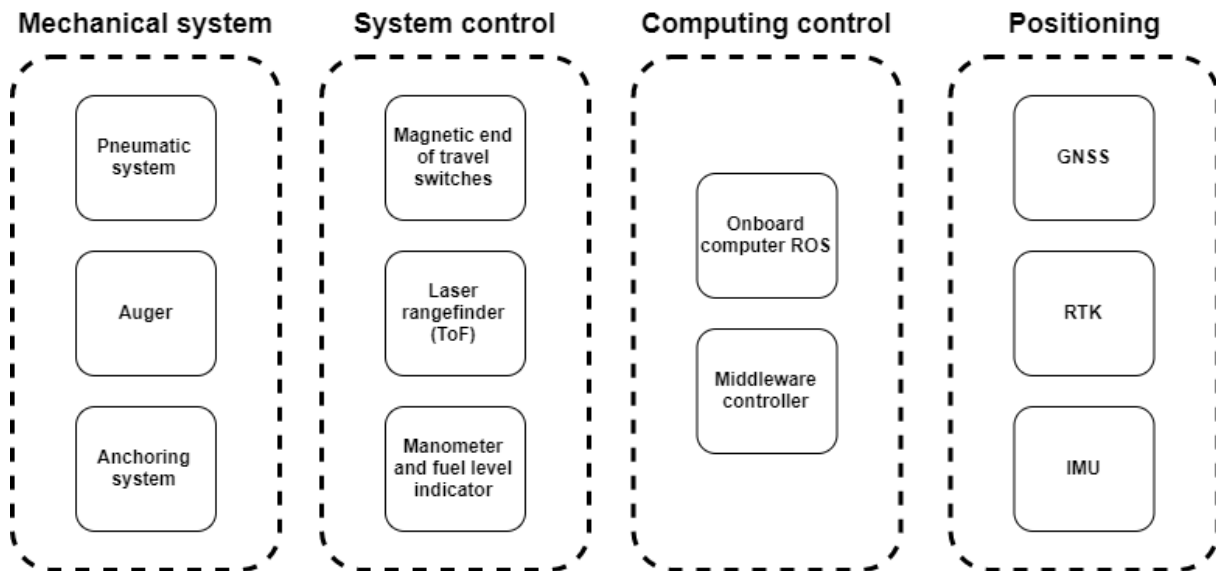 Mechanical system
System control
Computing control
Positioning
Pneumatic
system
Auger
Anchoring
system
Magnetic end
of travel
switches
Laser
rangefinder
(ToF)
Manometer
and fuel level
indicator
Onboard
computer ROS
Middleware
controller
GNSS
RTK
IMU